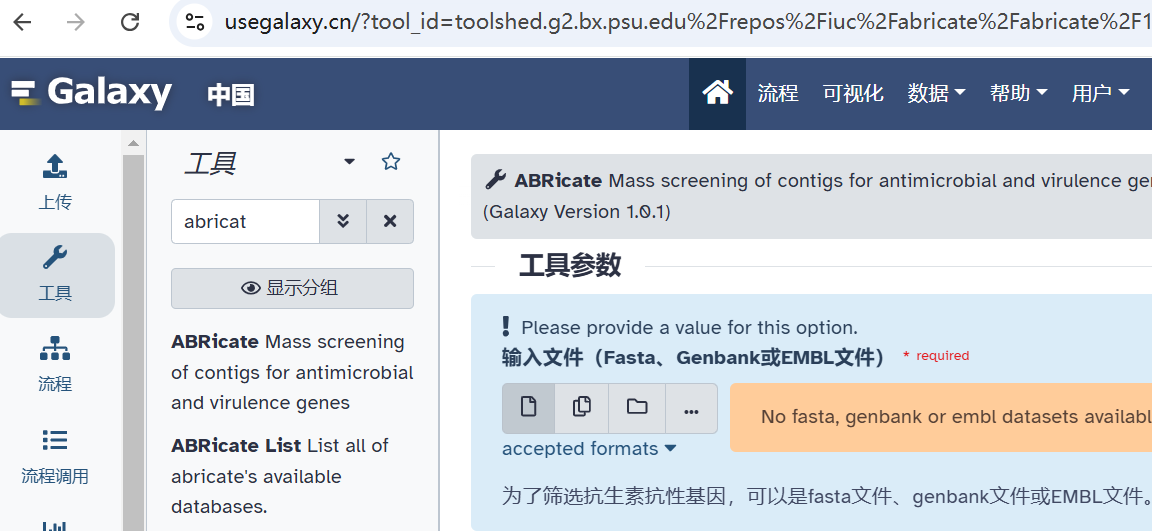 usegalaxy.cn/?tool_id=toolshed.g2.bx.psu.edu%2Frepos%2Fiuc%2Fabricate%2Fabricate%2F1
Galaxy 中国
流程 可视化 数据 帮助 用户
上传
工具
流程
流程调用
工具
abricat
显示分组
ABRicate Mass screening
of contigs for antimicrobial
and virulence genes
ABRicate List List all of
abricate's available
databases.
ABRicate Mass screening of contigs for antimicrobial and virulence ge
(Galaxy Version 1.0.1)
工具参数
Please provide a value for this option.
输入文件（Fasta、Genbank或EMBL文件） * required
No fasta, genbank or embl datasets availabl
accepted formats
为了筛选抗生素抗性基因，可以是fasta文件、genbank文件或EMBL文件。